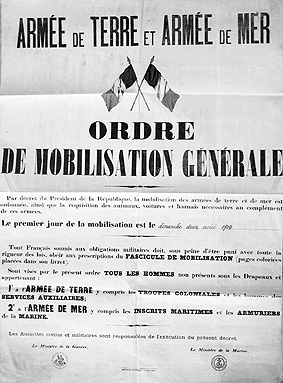 ARMÉE DE TERRE ET ARMÉE DE MER
ORDRE
DE MOBILISATION GÉNÉRALE
Par décret du Président de la République, la mobilisation des armées de terre et de mer est
ordonnée, ainsi que la réquisition des animaux, voitures et harnais nécessaires au complément
de ces armées.
Le premier jour de la mobilisation est le dimanche deux août 1914
Tout Français soumis aux obligations militaires doit, sous peine d'être puni avec toute la
rigueur des lois, obéir aux prescriptions du FASCICULE DE MOBILISATION (pages coloriées
placées dans son livret).
Sont visés par le présent ordre TOUS LES HOMMES non présents sous les Drapeaux et
appartenant :
1° à l'ARMÉE DE TERRE y compris les TROUPES COLONIALES et les hommes des
SERVICES AUXILIAIRES;
2° à l'ARMÉE DE MER y compris les INSCRITS MARITIMES et les ARMURIERS
de la MARINE.
Les Autorités civiles et militaires sont responsables de l'exécution du présent décret.
Le Ministre de la Guerre, Le Ministre de la Marine,